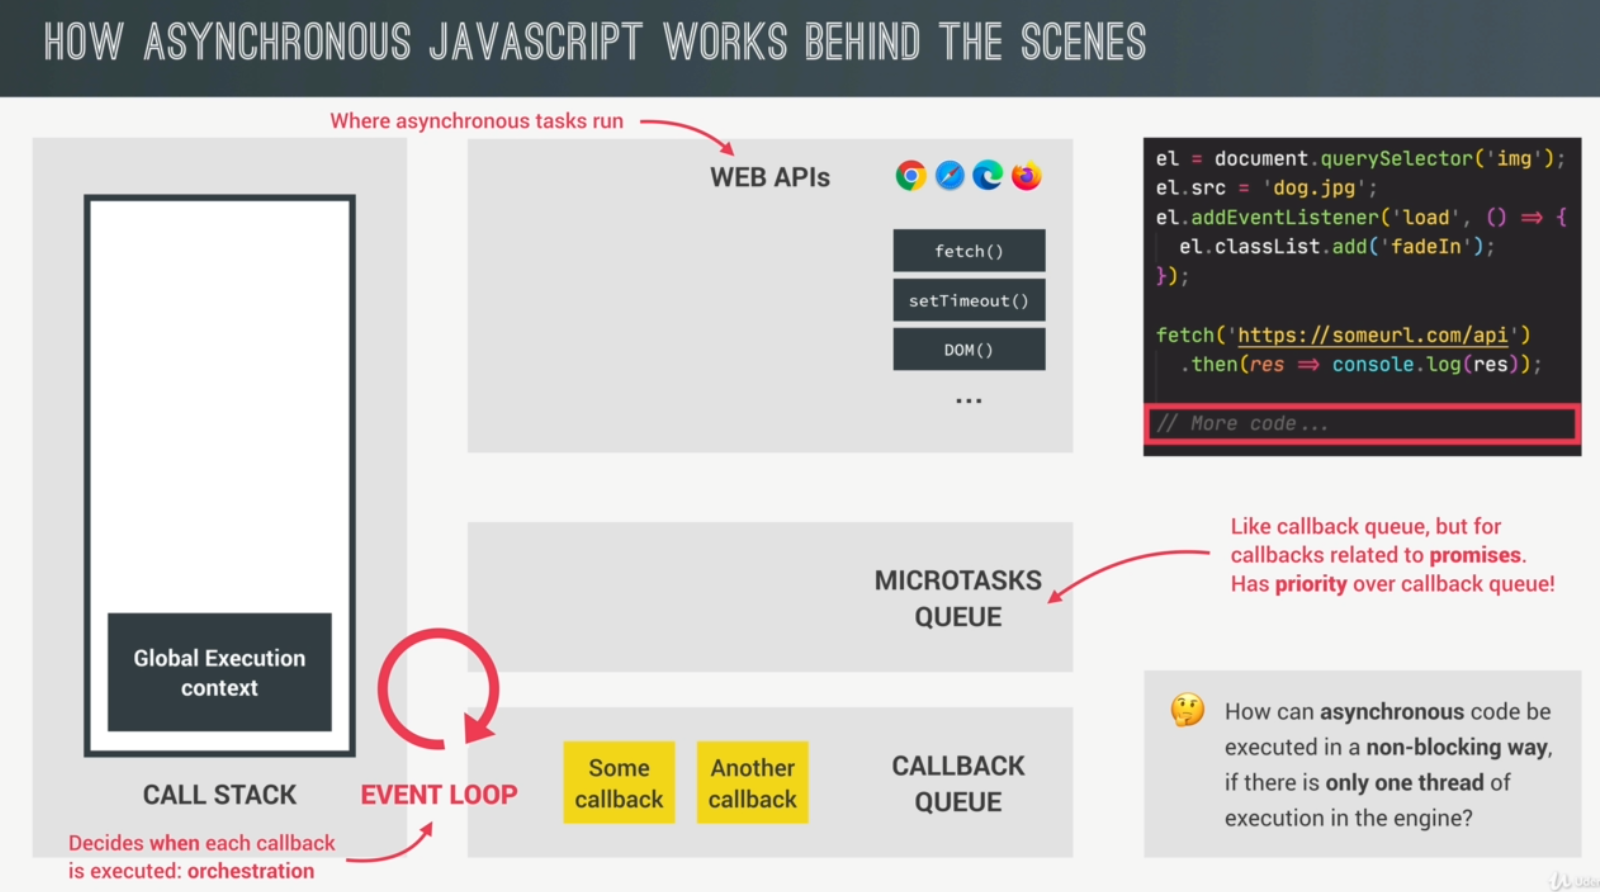 HOW ASYNCHRONOUS JAVASCRIPT WORKS BEHIND THE SCENES
Where asynchronous tasks run
WEB APIs
fetch()
setTimeout()
DOM()
...
el = document.querySelector('img');
el.src = 'dog.jpg';
el.addEventListener('load', () => {
el.classList.add('fadeIn');
});
fetch('https://someurl.com/api')
.then(res => console.log(res));
// More code...
Global Execution
context
CALL STACK
EVENT LOOP
Decides when each callback
is executed: orchestration
MICROTASKS
QUEUE
Like callback queue, but for
callbacks related to promises.
Has priority over callback queue!
Some
callback
Another
callback
CALLBACK
QUEUE
🤔 How can asynchronous code be
executed in a non-blocking way,
if there is only one thread of
execution in the engine?